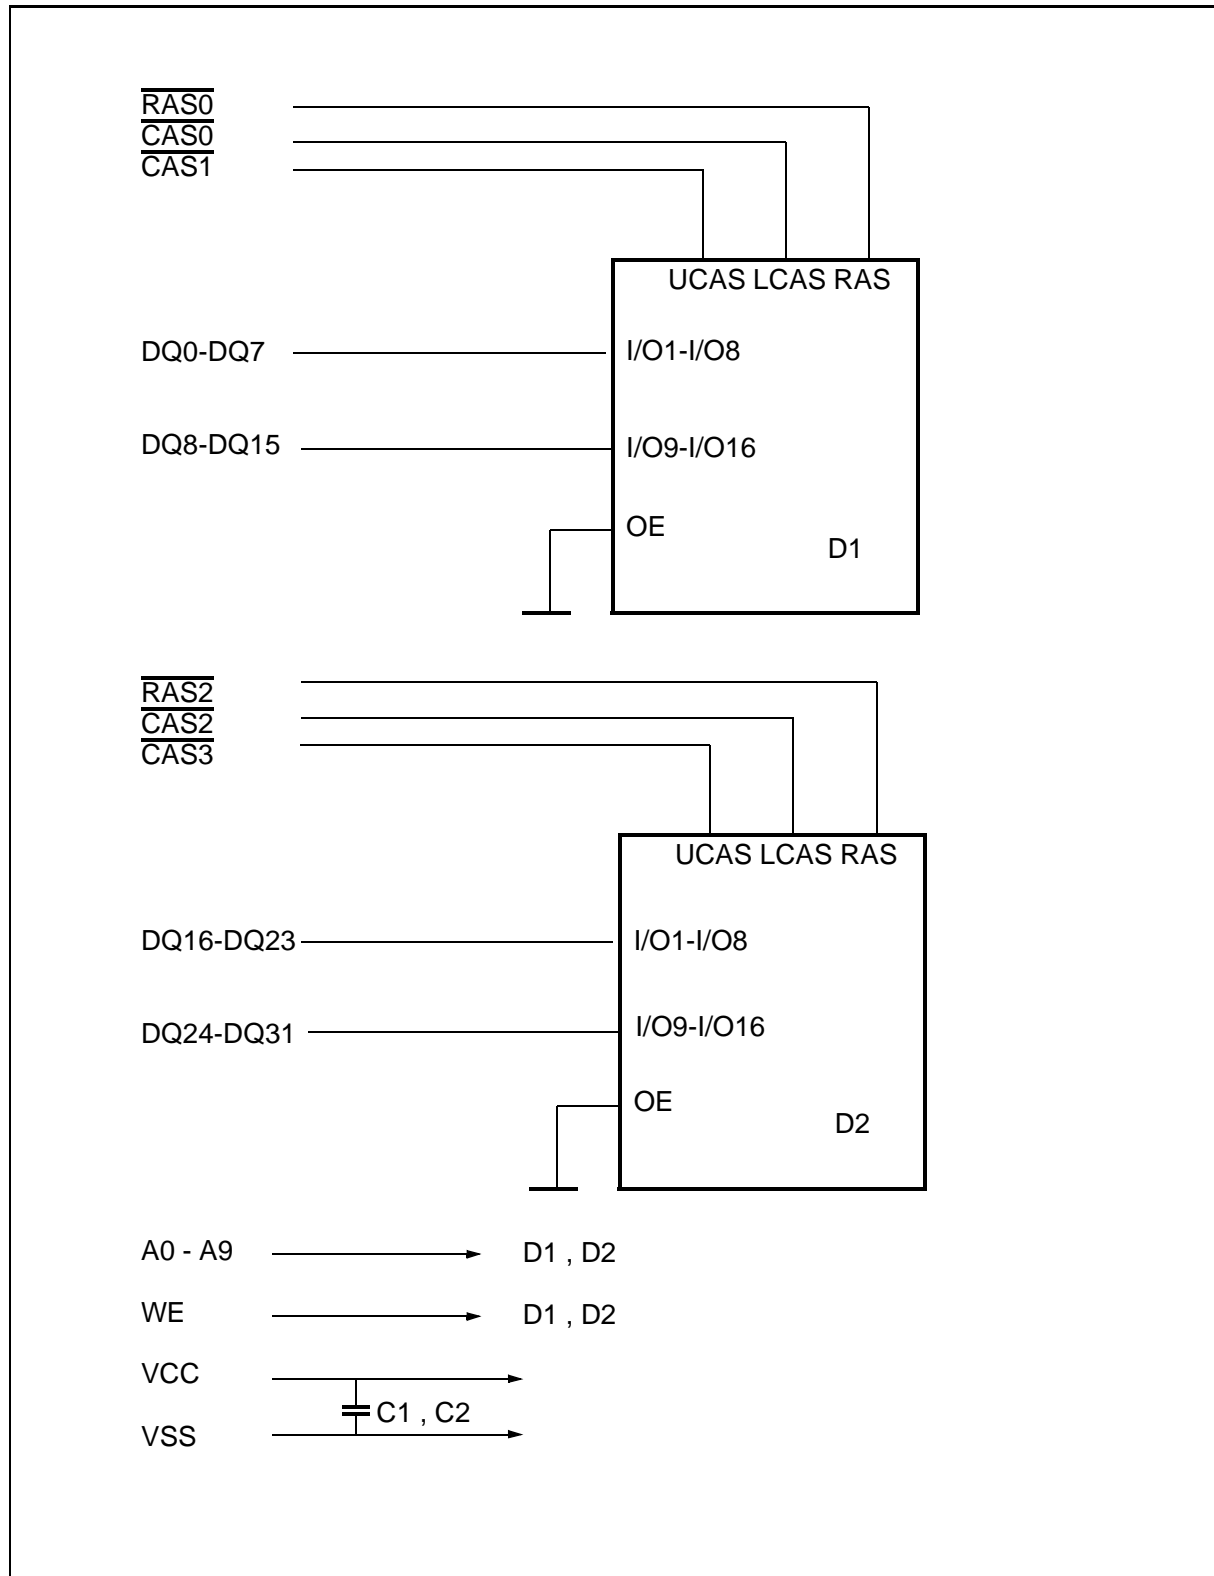 RAS0
CAS0
CAS1
UCAS LCAS RAS
DQ0-DQ7 I/O1-I/O8
DQ8-DQ15 I/O9-I/O16
OE
D1
RAS2
CAS2
CAS3
UCAS LCAS RAS
DQ16-DQ23 I/O1-I/O8
DQ24-DQ31 I/O9-I/O16
OE
D2
A0 - A9 D1 , D2
WE D1 , D2
VCC
C1 , C2
VSS